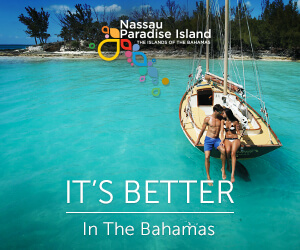 Nassau
Paradise Island
THE ISLANDS OF THE BAHAMAS
IT'S BETTER
In The Bahamas